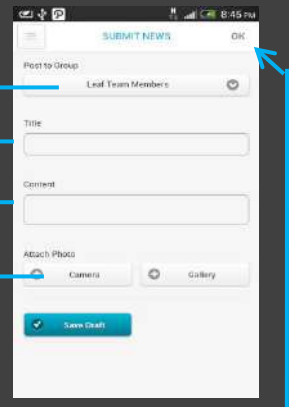 8:45 PM
SUBMIT NEWS
OK
Post to Group
Leaf Team Members
Title
Content
Attach Photo
Camera
Gallery
Save Draft